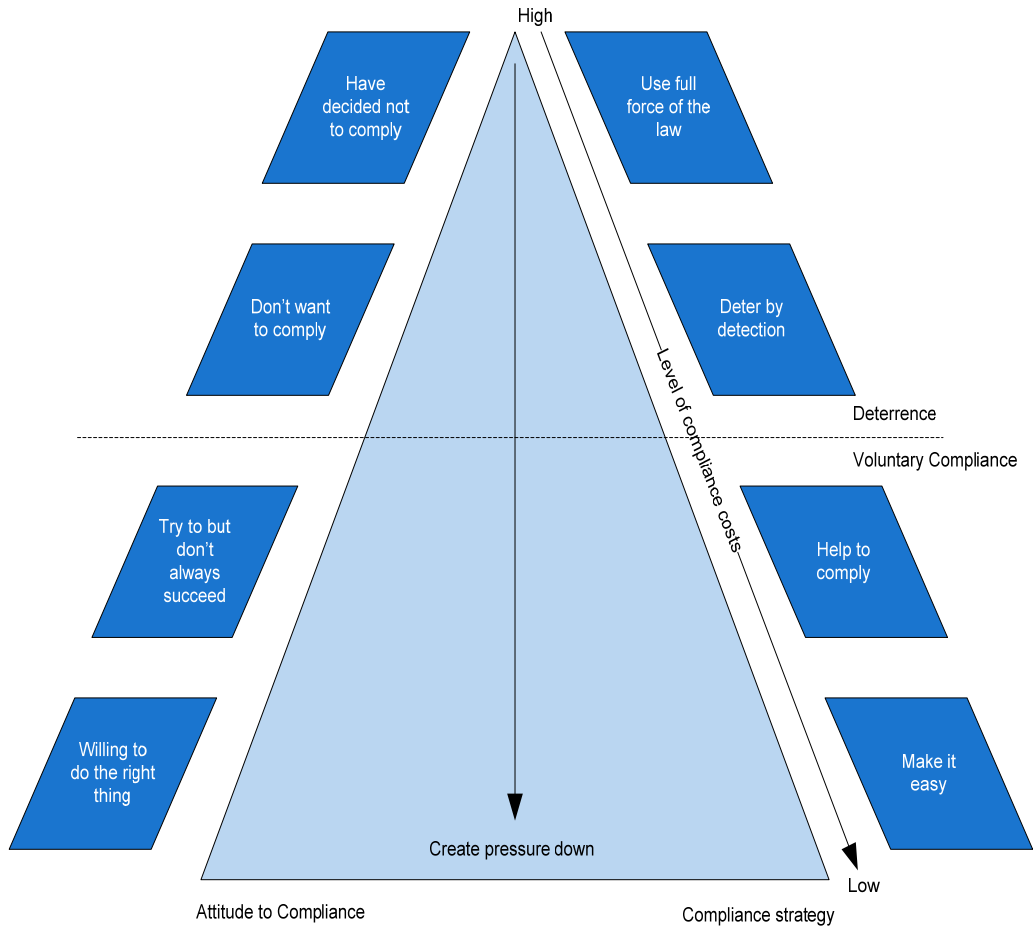 High
Have
decided not
to comply
Use full
force of the
law
Don't want
to comply
Deter by
detection
Level of compliance costs
Deterrence
Voluntary Compliance
Try to but
don't
always
succeed
Help to
comply
Willing to
do the right
thing
Make it
easy
Create pressure down
Low
Attitude to Compliance
Compliance strategy